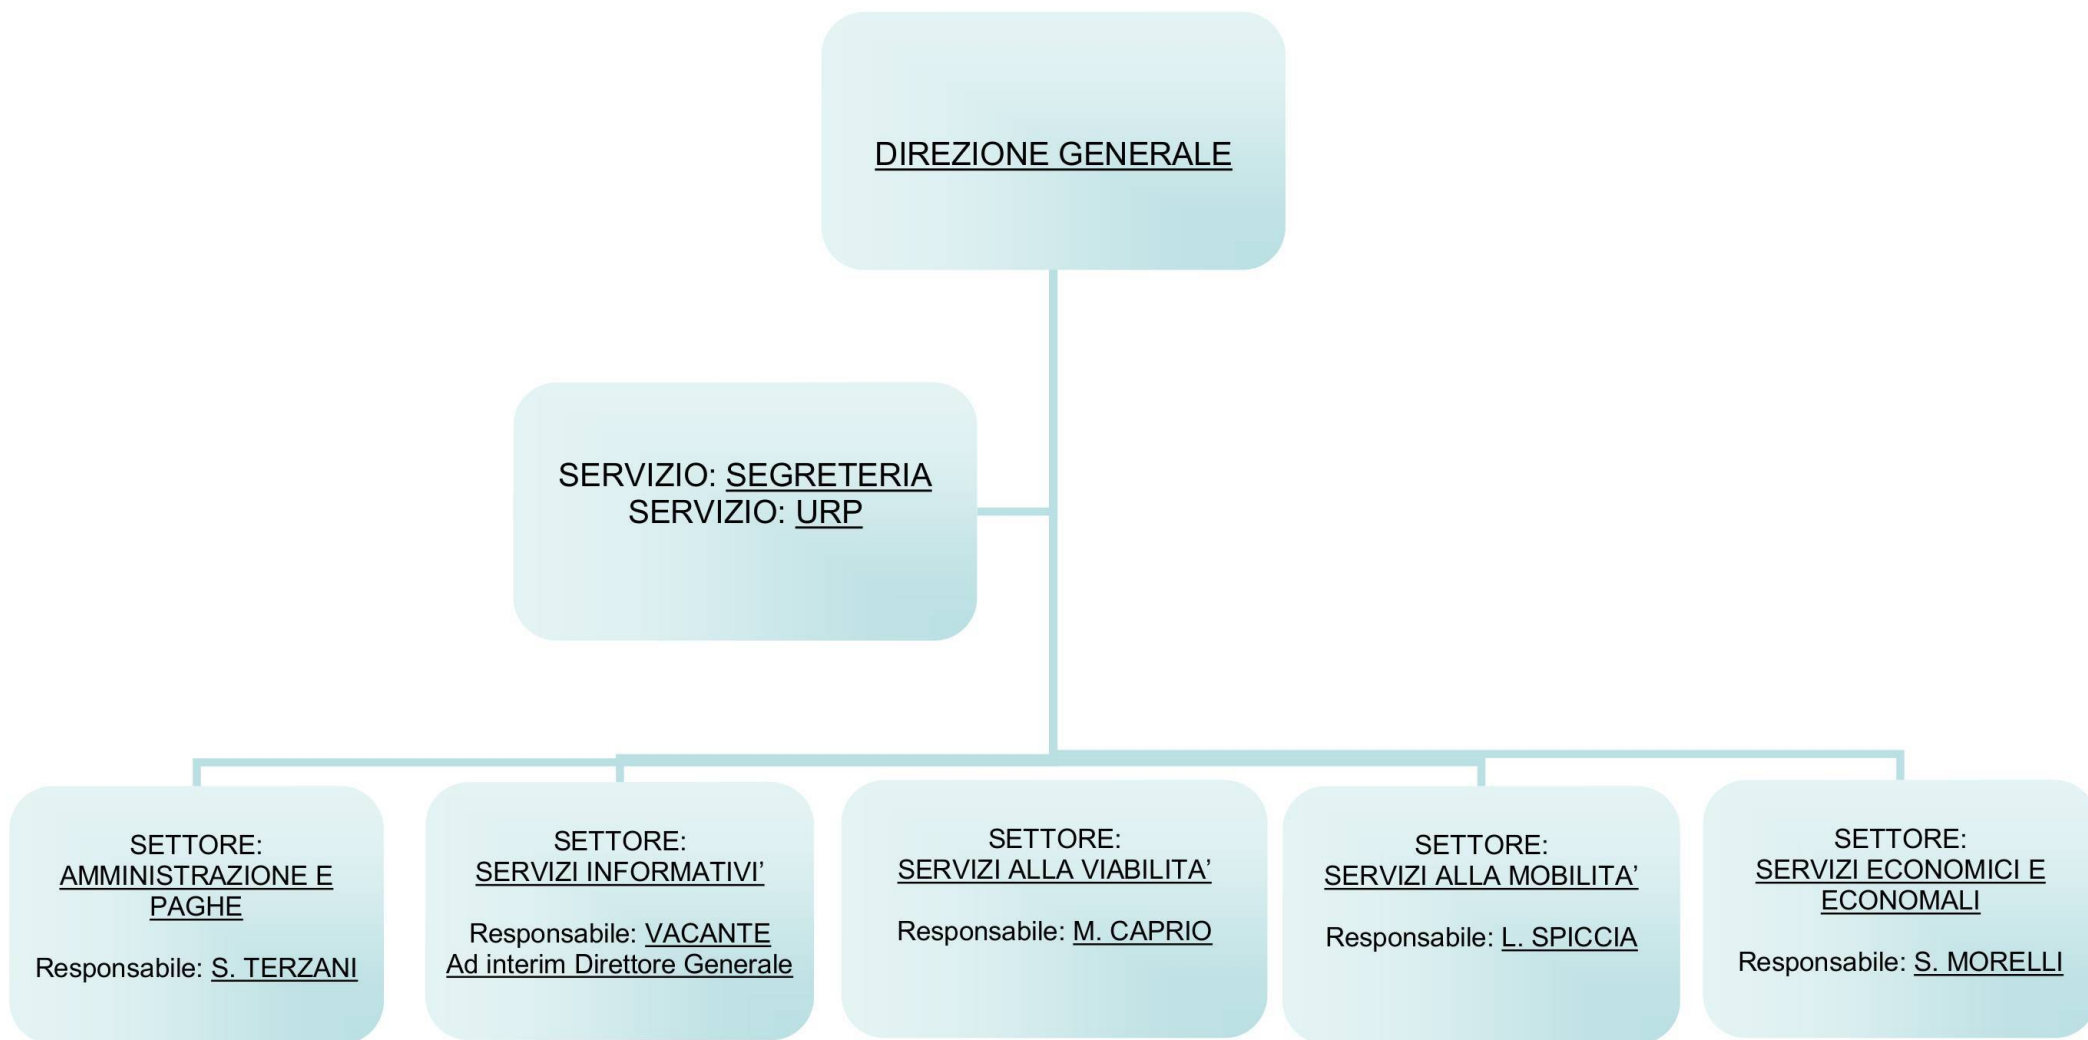 DIREZIONE GENERALE
SERVIZIO: SEGRETERIA
SERVIZIO: URP
SETTORE:
AMMINISTRAZIONE E
PAGHE
Responsabile: S. TERZANI
SETTORE:
SERVIZI INFORMATIVI’
Responsabile: VACANTE
Ad interim Direttore Generale
SETTORE:
SERVIZI ALLA VIABILITA’
Responsabile: M. CAPRIO
SETTORE:
SERVIZI ALLA MOBILITA’
Responsabile: L. SPICCIA
SETTORE:
SERVIZI ECONOMICI E
ECONOMALI
Responsabile: S. MORELLI